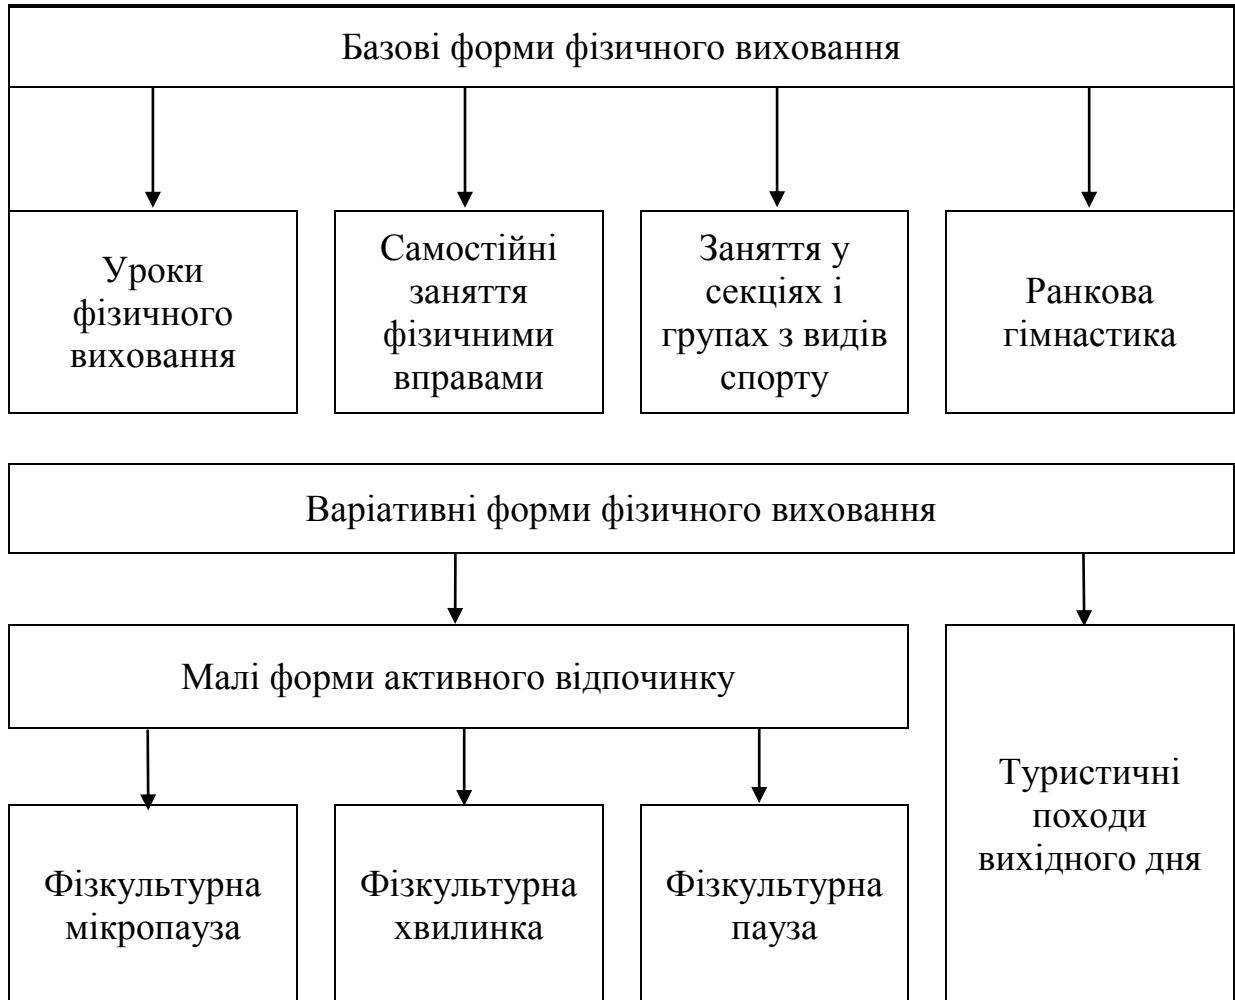 Базові форми фізичного виховання
Уроки
фізичного
виховання
Самостійні
заняття
фізичними
вправами
Заняття у
секціях і
групах з видів
спорту
Ранкова
гімнастика
Варіативні форми фізичного виховання
Малі форми активного відпочинку
Фізкультурна
мікропауза
Фізкультурна
хвилинка
Фізкультурна
пауза
Туристичні
походи
вихідного дня